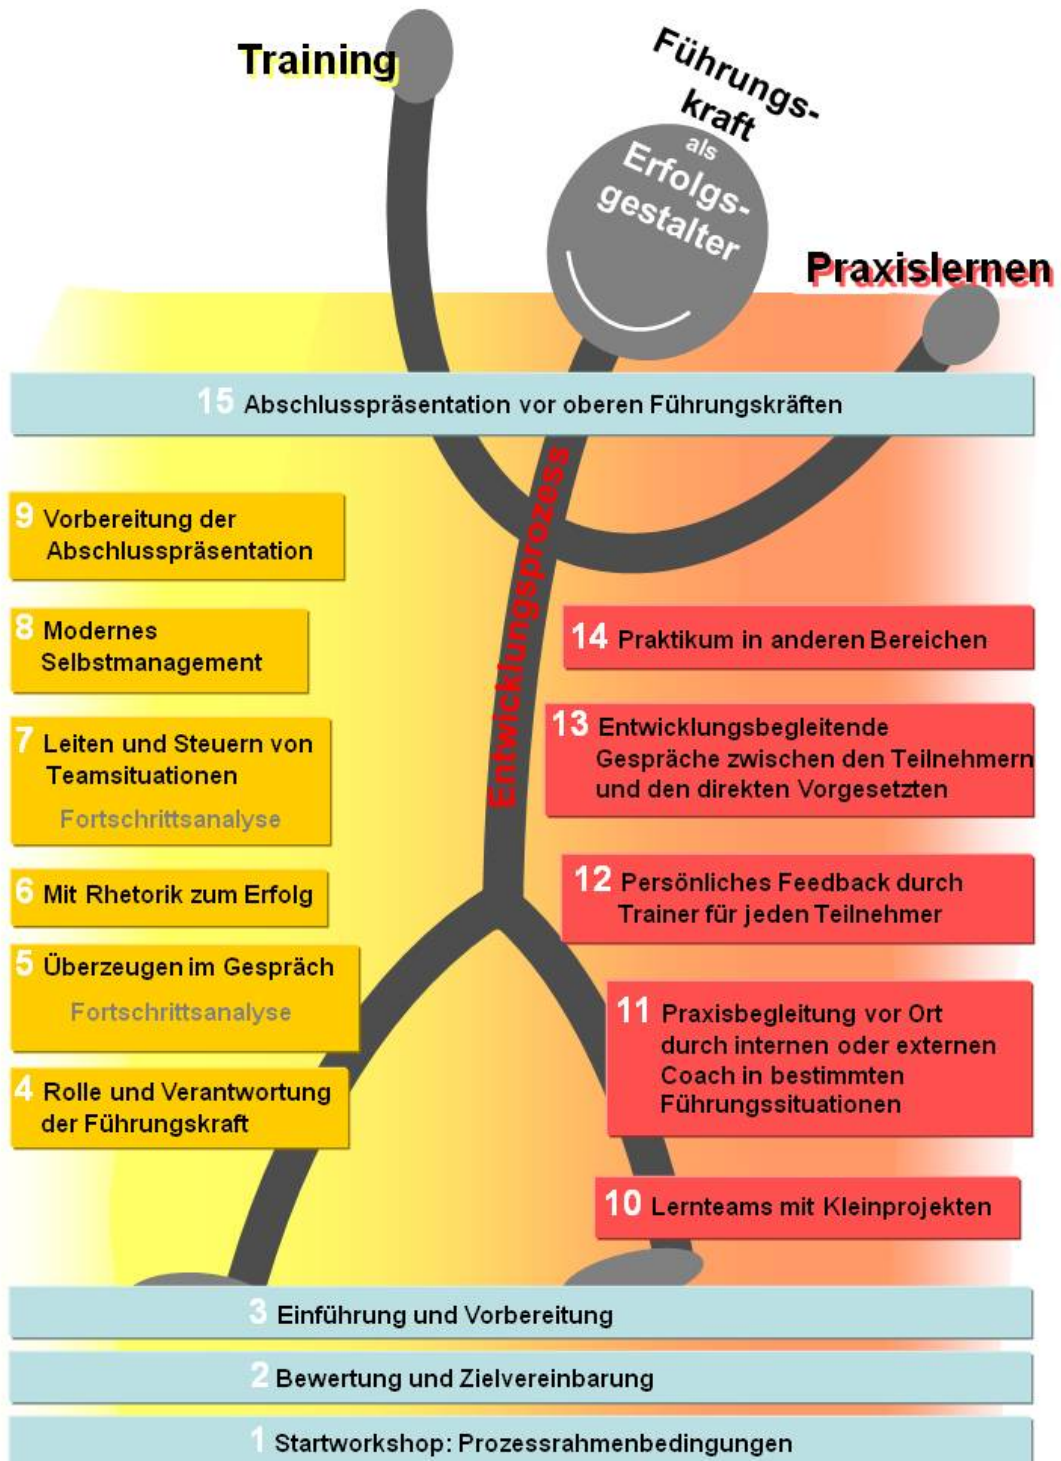 Training
Führungs-
kraft
als
Erfolgs-
gestalter
Praxislernen
15 Abschlusspräsentation vor oberen Führungskräften
Entwicklungsprozess
9 Vorbereitung der
Abschlusspräsentation
8 Modernes
Selbstmanagement
7 Leiten und Steuern von
Teamsituationen
Fortschrittsanalyse
6 Mit Rhetorik zum Erfolg
5 Überzeugen im Gespräch
Fortschrittsanalyse
4 Rolle und Verantwortung
der Führungskraft
14 Praktikum in anderen Bereichen
13 Entwicklungsbegleitende
Gespräche zwischen den Teilnehmern
und den direkten Vorgesetzten
12 Persönliches Feedback durch
Trainer für jeden Teilnehmer
11 Praxisbegleitung vor Ort
durch internen oder externen
Coach in bestimmten
Führungssituationen
10 Lernteams mit Kleinprojekten
3 Einführung und Vorbereitung
2 Bewertung und Zielvereinbarung
1 Startworkshop: Prozessrahmenbedingungen